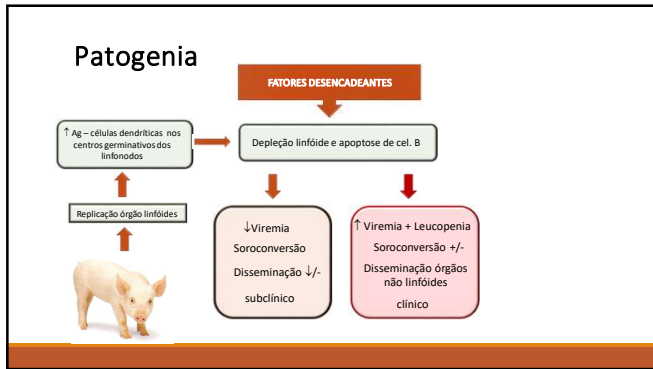 Patogenia
FATORES DESENCADEANTES
↑ Ag – células dendríticas nos
centros germinativos dos
linfonodos
Depleção linfóide e apoptose de cel. B
Replicação órgão linfóides
↓Viremia
Soroconversão
Disseminação ↓/-
subclínico
↑ Viremia + Leucopenia
Soroconversão +/-
Disseminação órgãos
não linfóides
clínico